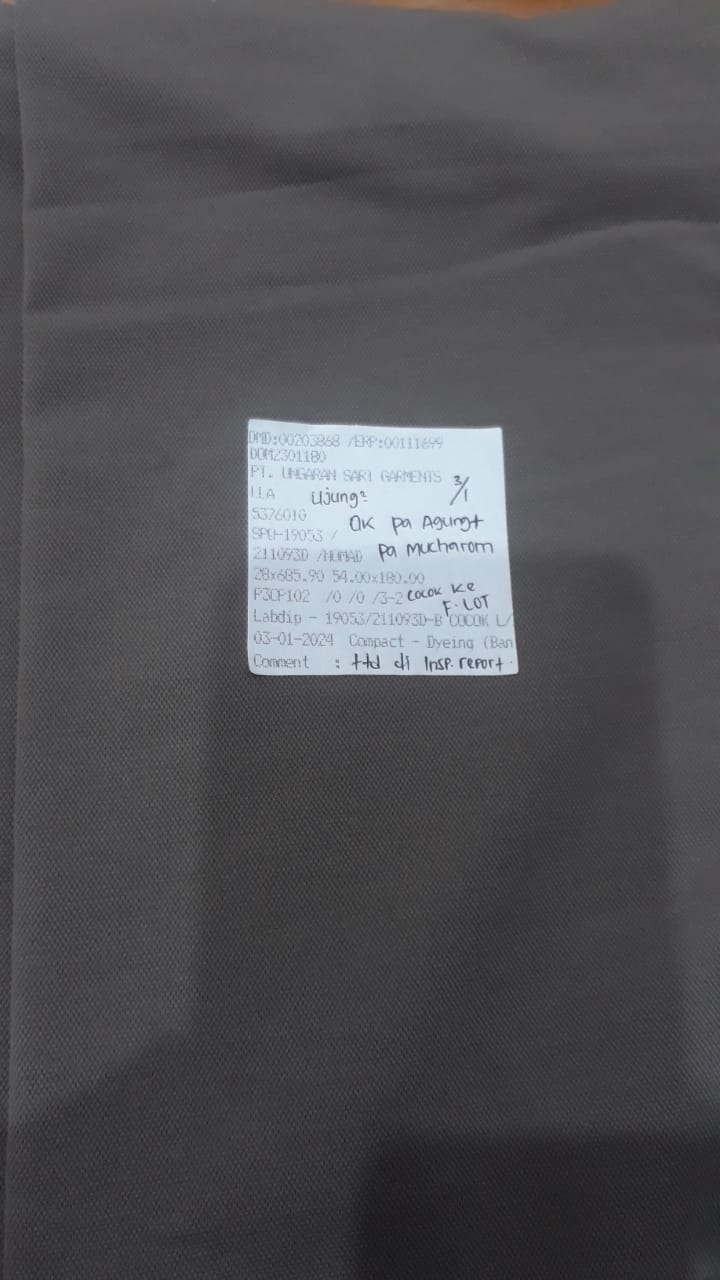 DMD:00203868 /ERP:00111699
DOM2301180
PT. UNGARAN SARI GARMENTS 3/1
LLA Ujung²
5376010 OK pa Agung+
SPO-19053 / pa Mucharom
211093D /NOMAD
28x685.90 54.00x180.00
P3CP102 /0 /0 /3-2 COCOK KE
F. LOT
Labdip - 19053/211093D-B COCOK L/
03-01-2024 Compact - Dyeing (Ban
Comment : ttd di Insp. report.